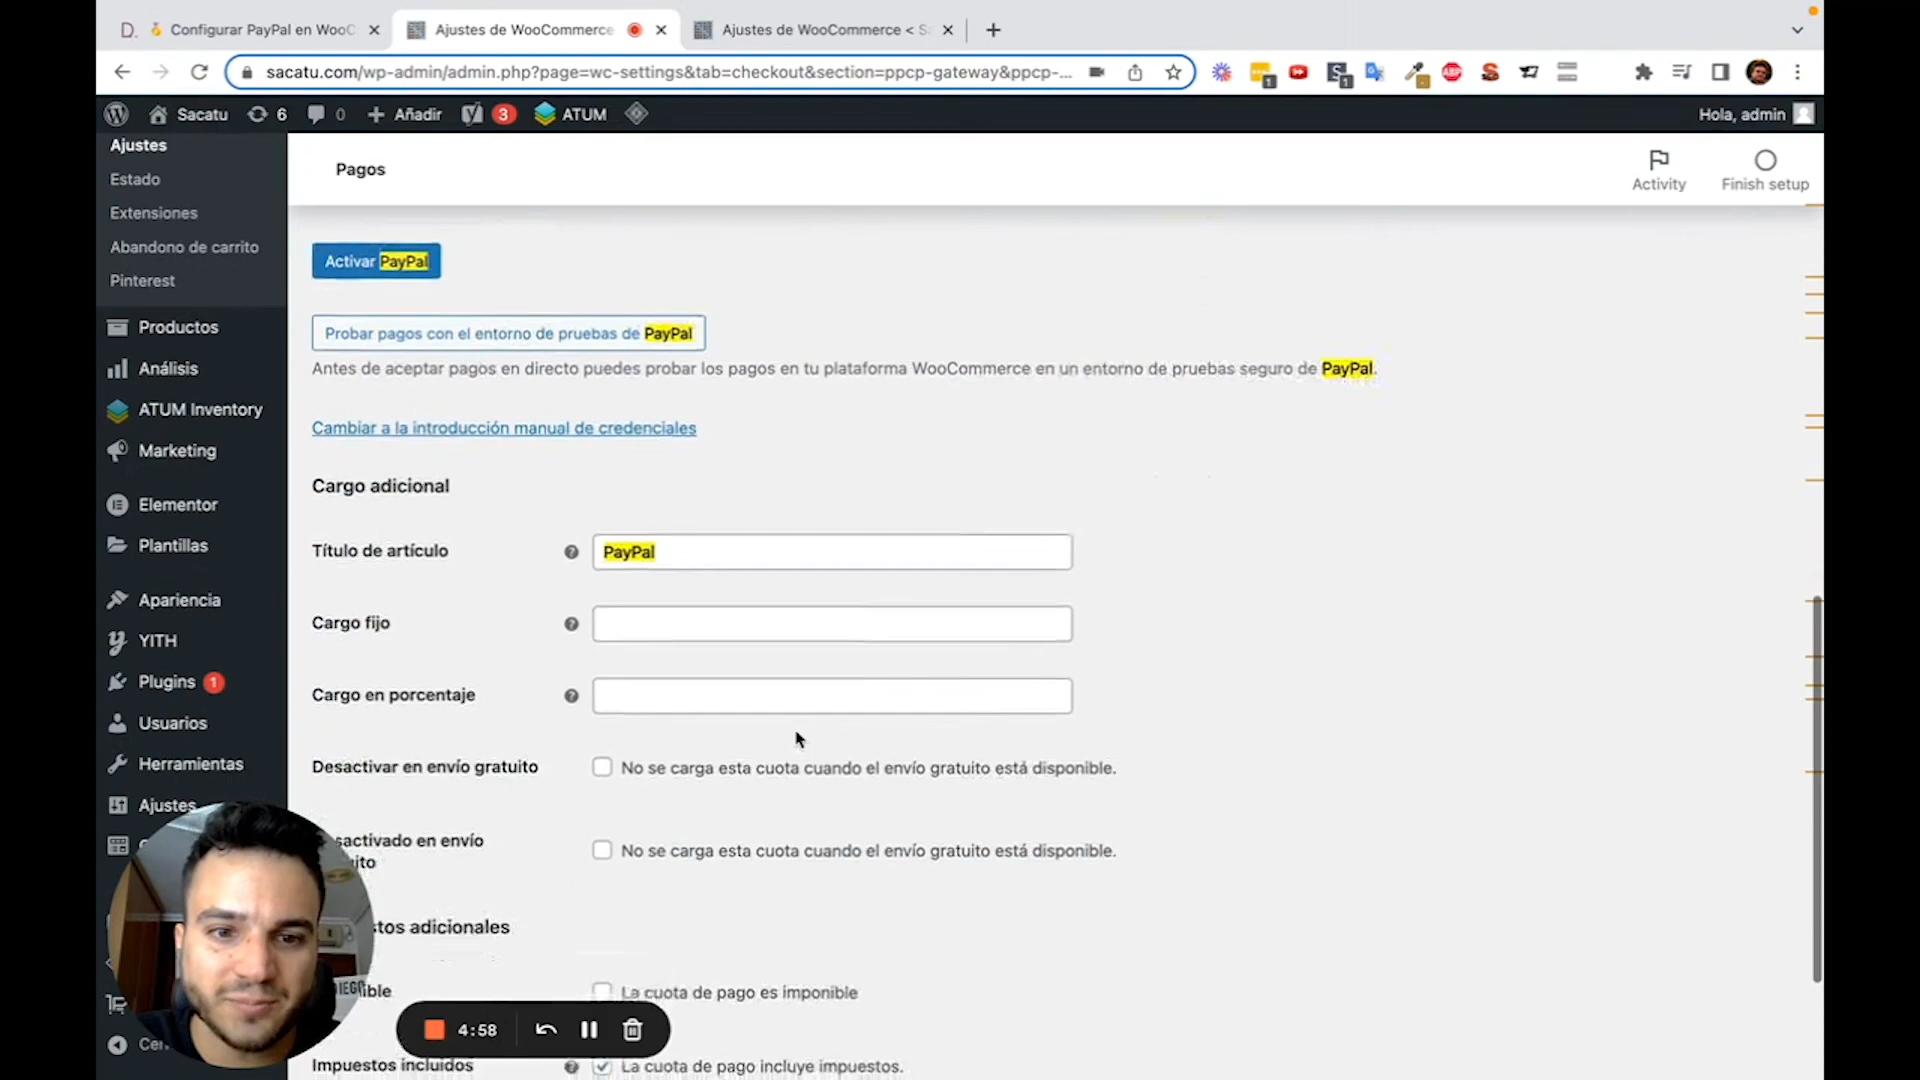 D. Configurar PayPal en WooC
Ajustes de WooCommerce
Ajustes de WooCommerce < S
sacatu.com/wp-admin/admin.php?page=wc-settings&tab=checkout&section=ppcp-gateway&ppcp-...
Sacatu 6 0 Añadir 3 ATUM
Hola, admin
Ajustes
Estado
Extensiones
Abandono de carrito
Pinterest
Productos
Análisis
ATUM Inventory
Marketing
Elementor
Plantillas
Apariencia
YITH
Plugins 1
Usuarios
Herramientas
Ajustes
Pagos
Activity
Finish setup
Activar PayPal
Probar pagos con el entorno de pruebas de PayPal
Antes de aceptar pagos en directo puedes probar los pagos en tu plataforma WooCommerce en un entorno de pruebas seguro de PayPal.
Cambiar a la introducción manual de credenciales
Cargo adicional
Título de artículo
PayPal
Cargo fijo
Cargo en porcentaje
Desactivar en envío gratuito
No se carga esta cuota cuando el envío gratuito está disponible.
sactivado en envío
ito
No se carga esta cuota cuando el envío gratuito está disponible.
stos adicionales
ible
La cuota de pago es imponible
4:58
Impuestos incluidos
La cuota de pago incluye impuestos.